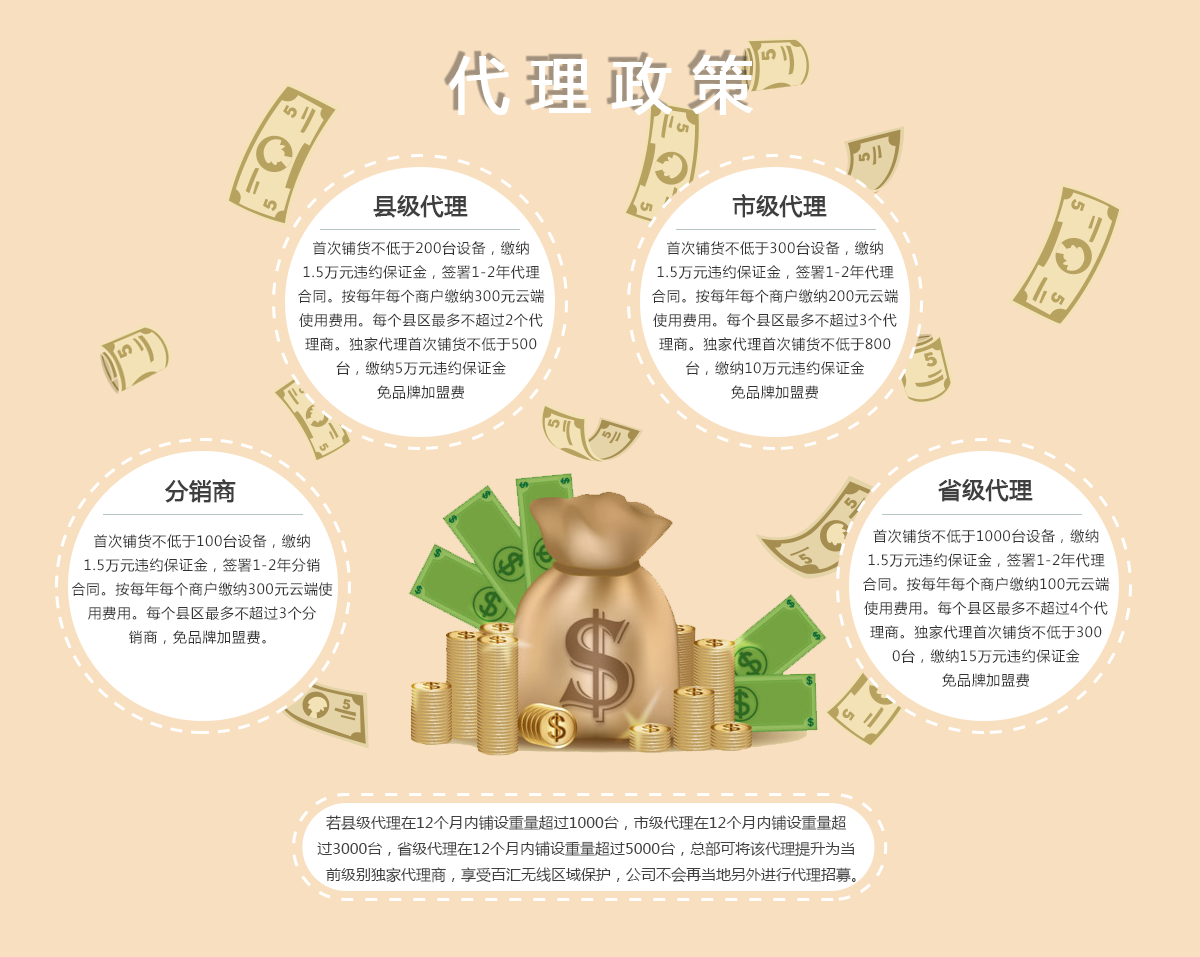 代理政策
县级代理
首次铺货不低于200台设备，缴纳
1.5万元违约保证金，签署1-2年代理
合同。按每年每个商户缴纳300元云端
使用费用。每个县区最多不超过2个代
理商。独家代理首次铺货不低于500
台，缴纳5万元违约保证金
免品牌加盟费
市级代理
首次铺货不低于300台设备，缴纳
1.5万元违约保证金，签署1-2年代理
合同。按每年每个商户缴纳200元云端
使用费用。每个县区最多不超过3个代
理商。独家代理首次铺货不低于800
台，缴纳10万元违约保证金
免品牌加盟费
分销商
首次铺货不低于100台设备，缴纳
1.5万元违约保证金，签署1-2年分销
合同。按每年每个商户缴纳300元云端使
用费用。每个县区最多不超过3个分
销商，免品牌加盟费。
省级代理
首次铺货不低于1000台设备，缴纳
1.5万元违约保证金，签署1-2年代理
合同。按每年每个商户缴纳100元云端
使用费用。每个县区最多不超过4个代
理商。独家代理首次铺货不低于300
0台，缴纳15万元违约保证金
免品牌加盟费
若县级代理在12个月内铺设重量超过1000台，市级代理在12个月内铺设重量超
过3000台，省级代理在12个月内铺设重量超过5000台，总部可将该代理提升为当
前级别独家代理商，享受百汇无线区域保护，公司不会再当地另外进行代理招募。